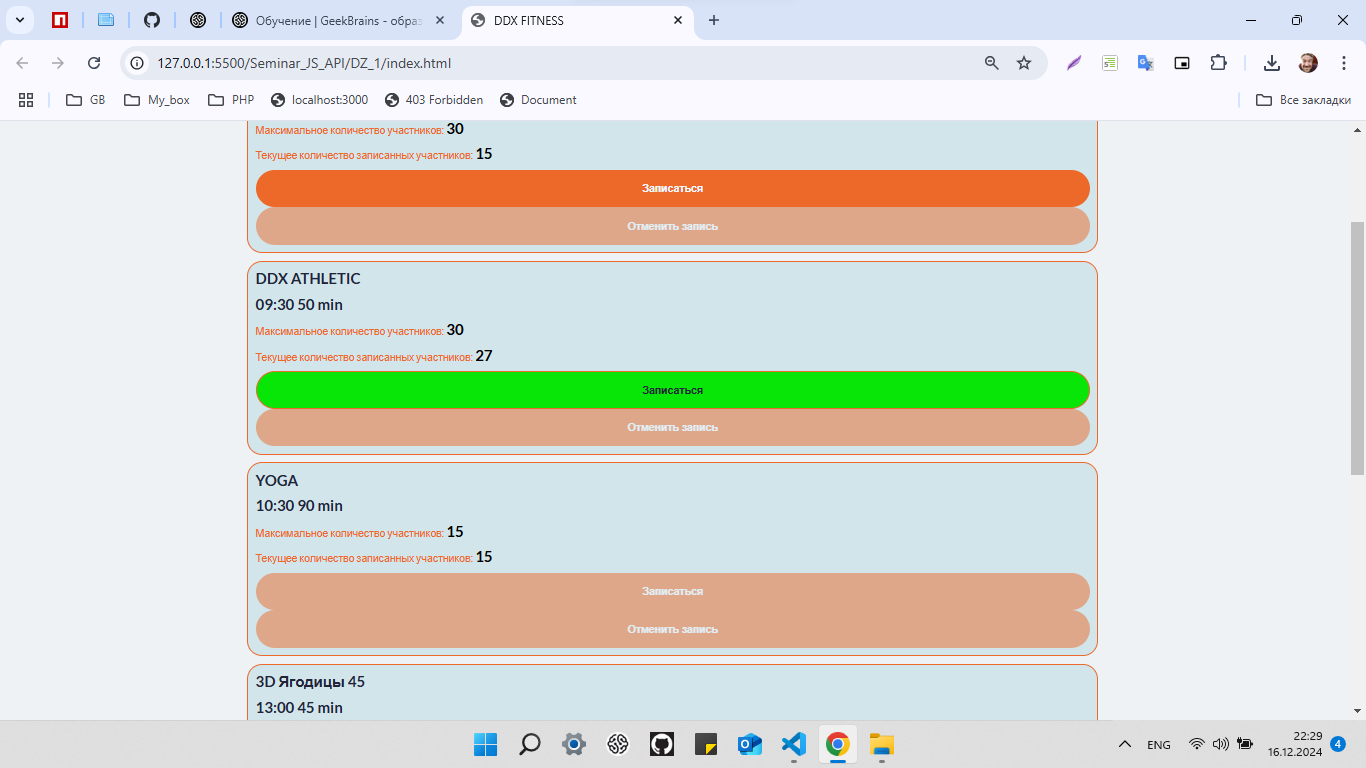 Обучение | GeekBrains - образ
DDX FITNESS
127.0.0.1:5500/Seminar_JS_API/DZ_1/index.html
GB
My_box
PHP
localhost:3000
403 Forbidden
Document
Все закладки
Максимальное количество участников: 30
Текущее количество записанных участников: 15
Записаться
Отменить запись
DDX ATHLETIC
09:30 50 min
Максимальное количество участников: 30
Текущее количество записанных участников: 27
Записаться
Отменить запись
YOGA
10:30 90 min
Максимальное количество участников: 15
Текущее количество записанных участников: 15
Записаться
Отменить запись
3D Ягодицы 45
13:00 45 min
ENG
22:29
16.12.2024
4